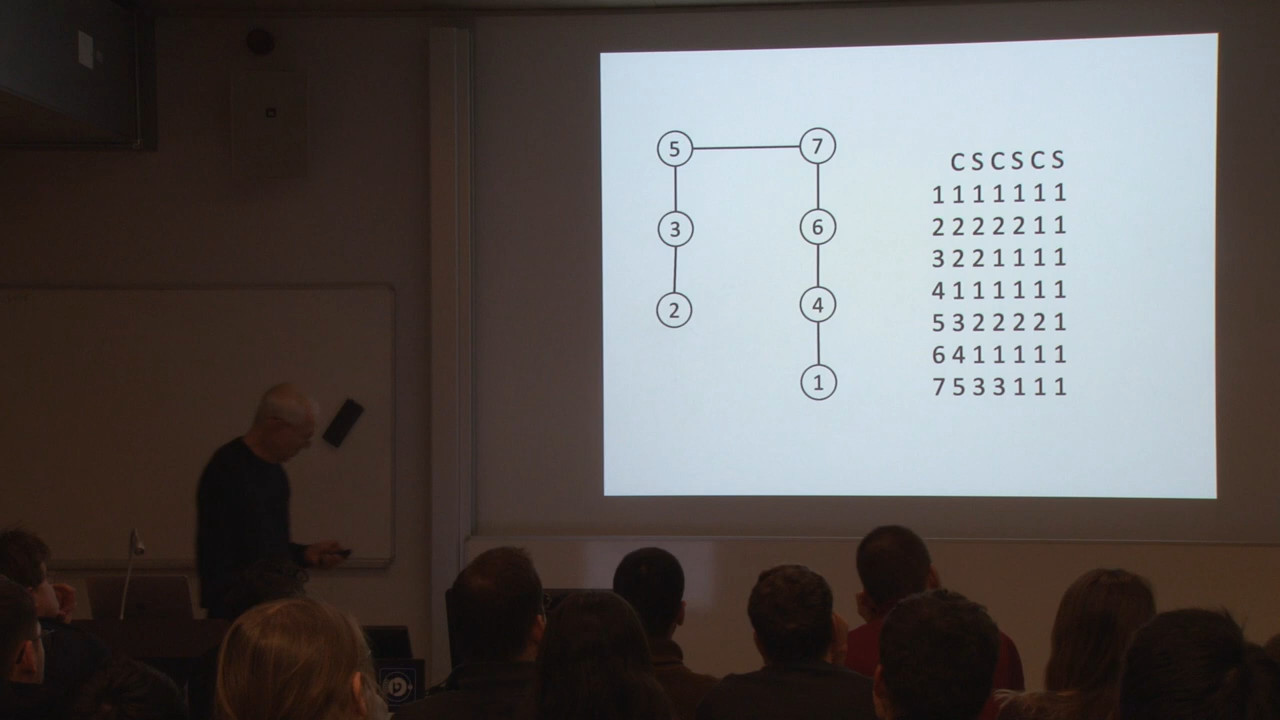 5 7
3 6
2 4
1
C S C S C S
1 1 1 1 1 1 1
2 2 2 2 2 1 1
3 2 2 1 1 1 1
4 1 1 1 1 1 1
5 3 2 2 2 2 1
6 4 1 1 1 1 1
7 5 3 3 1 1 1